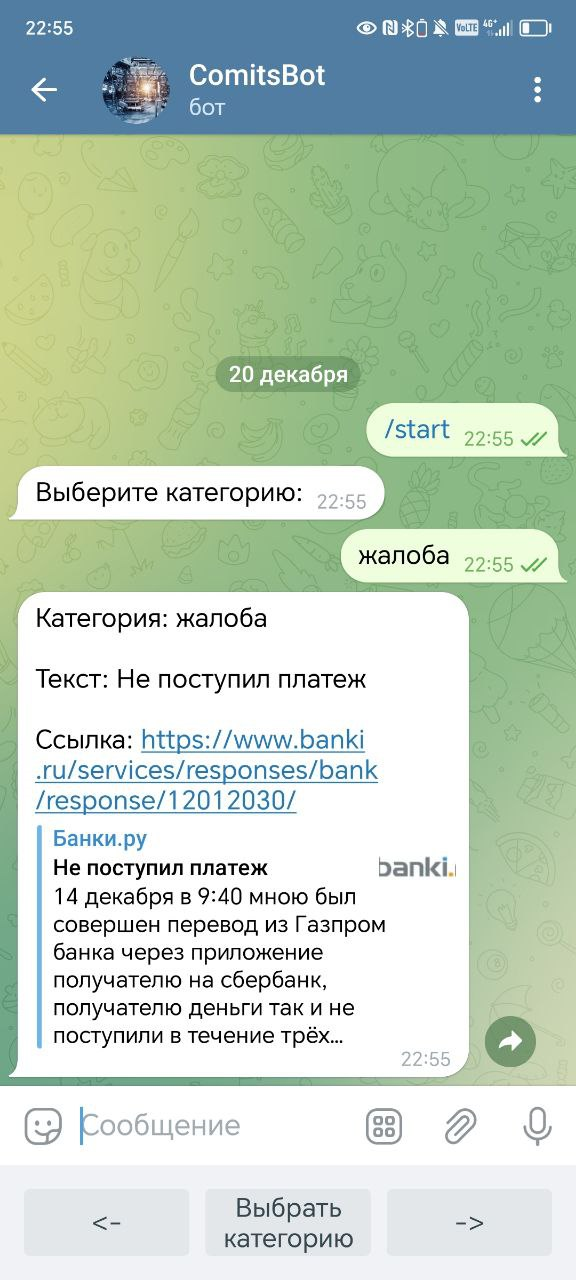 22:55
VoLTE 4G+
ComitsBot
бот
20 декабря
/start 22:55
Выберите категорию: 22:55
жалоба 22:55
Категория: жалоба
Текст: Не поступил платеж
Ссылка: https://www.banki
.ru/services/responses/bank
/response/12012030/
Банки.ру
Не поступил платеж
banki.
14 декабря в 9:40 мною был
совершен перевод из Газпром
банка через приложение
получателю на сбербанк,
получателю деньги так и не
поступили в течение трёх...
22:55
Сообщение
<-
Выбрать
категорию
->